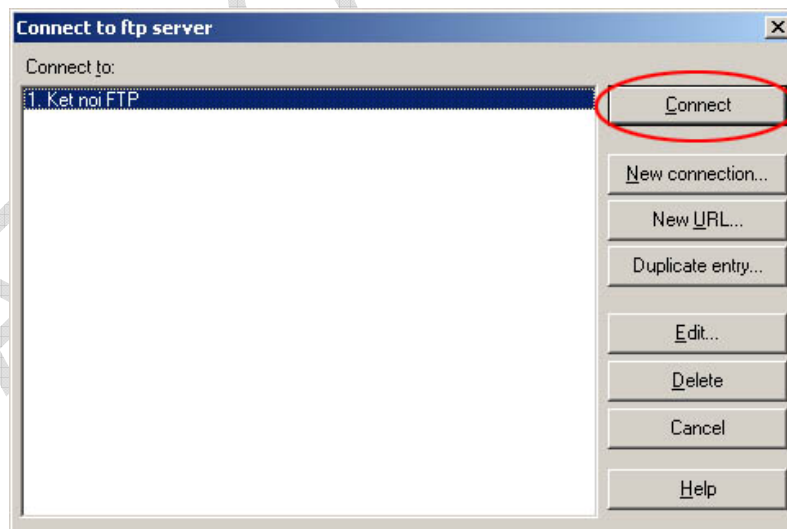 Connect to ftp server
Connect to:
1. Ket noi FTP
Connect
New connection...
New URL...
Duplicate entry...
Edit...
Delete
Cancel
Help